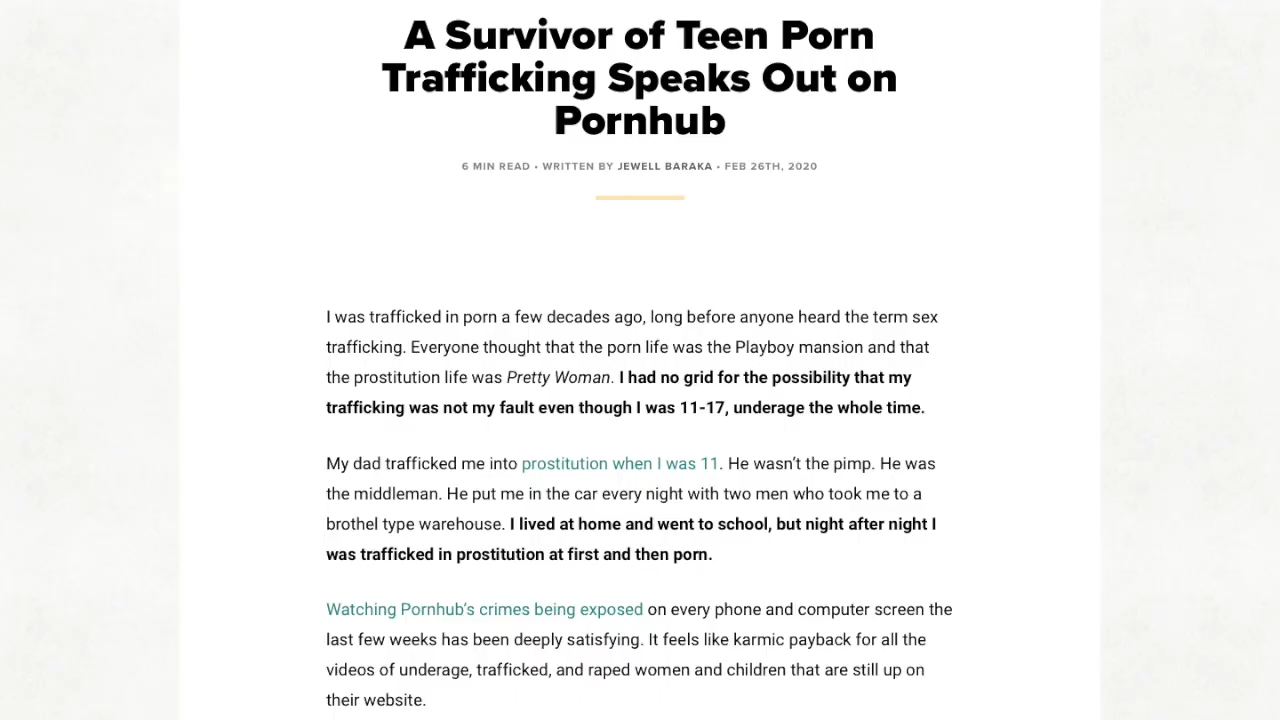 A Survivor of Teen Porn
Trafficking Speaks Out on
Pornhub
6 MIN READ • WRITTEN BY JEWELL BARAKA • FEB 26TH, 2020
I was trafficked in porn a few decades ago, long before anyone heard the term sex
trafficking. Everyone thought that the porn life was the Playboy mansion and that
the prostitution life was Pretty Woman. I had no grid for the possibility that my
trafficking was not my fault even though I was 11-17, underage the whole time.
My dad trafficked me into prostitution when I was 11. He wasn’t the pimp. He was
the middleman. He put me in the car every night with two men who took me to a
brothel type warehouse. I lived at home and went to school, but night after night I
was trafficked in prostitution at first and then porn.
Watching Pornhub’s crimes being exposed on every phone and computer screen the
last few weeks has been deeply satisfying. It feels like karmic payback for all the
videos of underage, trafficked, and raped women and children that are still up on
their website.